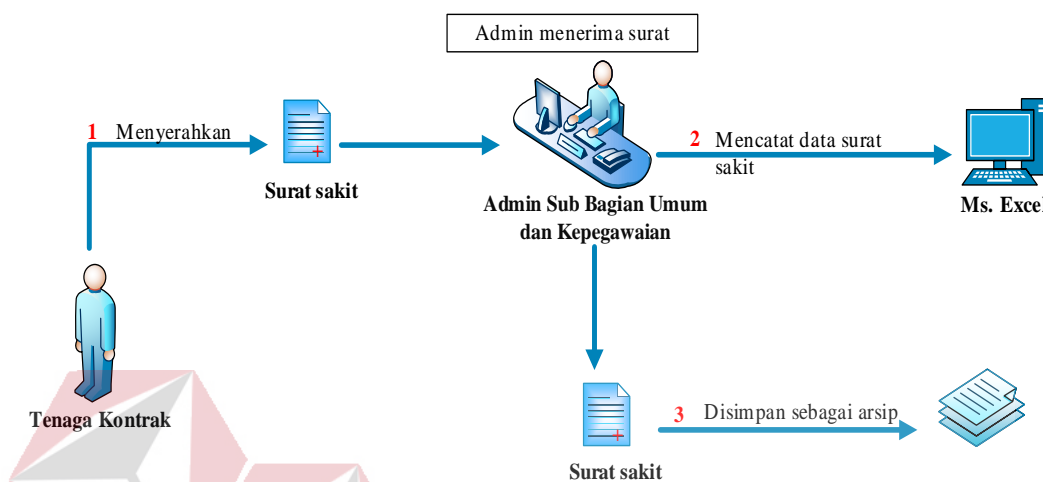 Admin menerima surat
1 Menyerahkan
Surat sakit
Admin Sub Bagian Umum
dan Kepegawaian
2 Mencatat data surat
sakit
Ms. Excel
Tenaga Kontrak
Surat sakit
3 Disimpan sebagai arsip